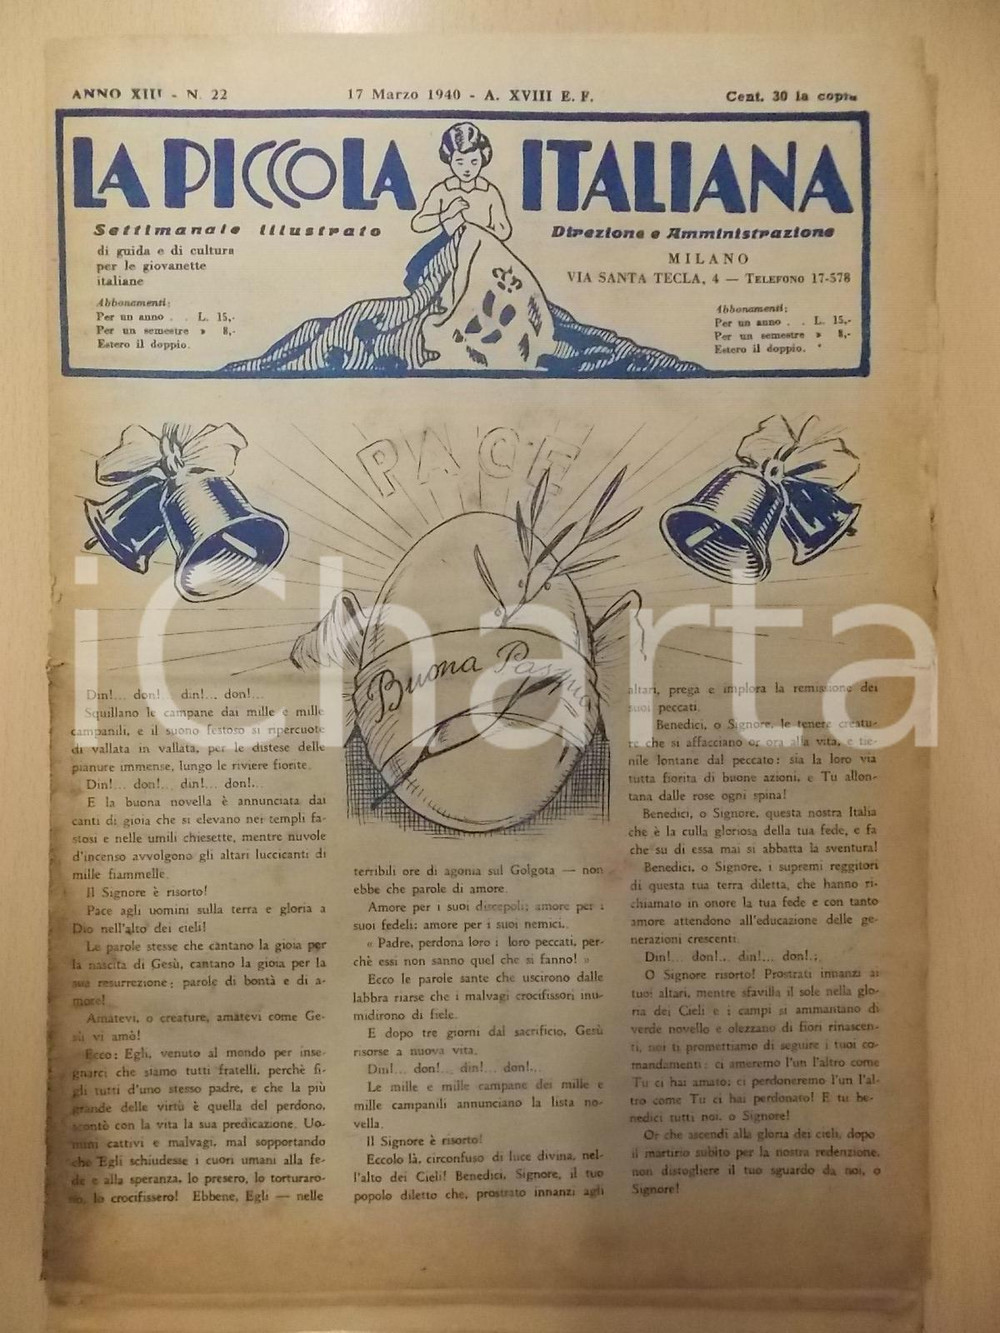 ANNO XIII - N. 22
17 Marzo 1940 - A. XVIII E. F.
Cent. 30 la copia
LA PICCOLA ITALIANA
Settimanale illustrato
di guida e di cultura
per le giovanette
italiane
Abbonamenti:
Per un anno . . L. 15,-
Per un semestre » 8,-
Estero il doppio.
Direzione e Amministrazione
MILANO
VIA SANTA TECLA, 4 — TELEFONO 17-578
Abbonamenti:
Per un anno . . L. 15,-
Per un semestre » 8,-
Estero il doppio.
PACE
Buona Pasqua
iCharta
Din!... don!... din!... don!...
Squillano le campane dai mille e mille
campanili, e il suono festoso si ripercuote
di vallata in vallata, per le distese delle
pianure immense, lungo le riviere fiorite.
Din!... don!... din!... don!...
E la buona novella è annunciata dai
canti di gioia che si elevano nei templi fa-
stosi e nelle umili chiesette, mentre nuvole
d'incenso avvolgono gli altari luccicanti di
mille fiammelle.
Il Signore è risorto!
Pace agli uomini sulla terra e gloria a
Dio nell'alto dei cieli!
Le parole stesse che cantano la gioia per
la nascita di Gesù, cantano la gioia per la
sua resurrezione: parole di bontà e di a-
more!
Amatevi, o creature, amatevi come Ge-
sù vi amò!
Ecco: Egli, venuto al mondo per inse-
gnarci che siamo tutti fratelli, perchè fi-
gli tutti d'uno stesso padre, e che la più
grande delle virtù è quella del perdono,
scontò con la vita la sua predicazione. Uo-
mini cattivi e malvagi, mal sopportando
che Egli schiudesse i cuori umani alla fe-
de e alla speranza, lo presero, lo torturaro-
no, lo crocifissero! Ebbene, Egli — nelle
terribili ore di agonia sul Golgota — non
ebbe che parole di amore.
Amore per i suoi discepoli; amore per i
suoi fedeli; amore per i suoi nemici.
« Padre, perdona loro i loro peccati, per-
chè essi non sanno quel che si fanno! »
Ecco le parole sante che uscirono dalle
labbra riarse che i malvagi crocifissori inu-
midirono di fiele.
E dopo tre giorni dal sacrificio, Gesù
risorse a nuova vita.
Din!... don!... din!... don!...
Le mille e mille campane dei mille e
mille campanili annunciano la lista no-
vella.
Il Signore è risorto!
Eccolo là, circonfuso di luce divina, nel-
l'alto dei Cieli! Benedici, Signore, il tuo
popolo diletto che, prostrato innanzi agli
altari, prega e implora la remissione dei
suoi peccati.
Benedici, o Signore, le tenere creatu-
re che si affacciano or ora alla vita, e tie-
nile lontane dal peccato: sia la loro via
tutta fiorita di buone azioni, e Tu allon-
tana dalle rose ogni spina!
Benedici, o Signore, questa nostra Italia
che è la culla gloriosa della tua fede, e fa
che su di essa mai si abbatta la sventura!
Benedici, o Signore, i supremi reggitori
di questa tua terra diletta, che hanno ri-
chiamato in onore la tua fede e con tanto
amore attendono all'educazione delle ge-
nerazioni crescenti.
Din!... don!... din!... don!...
O Signore risorto! Prostrati innanzi ai
tuoi altari, mentre sfavilla il sole nella glo-
ria dei Cieli e i campi si ammantano di
verde novello e olezzano di fiori rinascen-
ti, noi ti promettiamo di seguire i tuoi co-
mandamenti: ci ameremo l'un l'altro come
Tu ci hai amato; ci perdoneremo l'un l'al-
tro come Tu ci hai perdonato! E tu be-
nedici tutti noi, o Signore!
Or che ascendi alla gloria dei cieli, dopo
il martirio subito per la nostra redenzione,
non distogliere il tuo sguardo da noi, o
Signore!